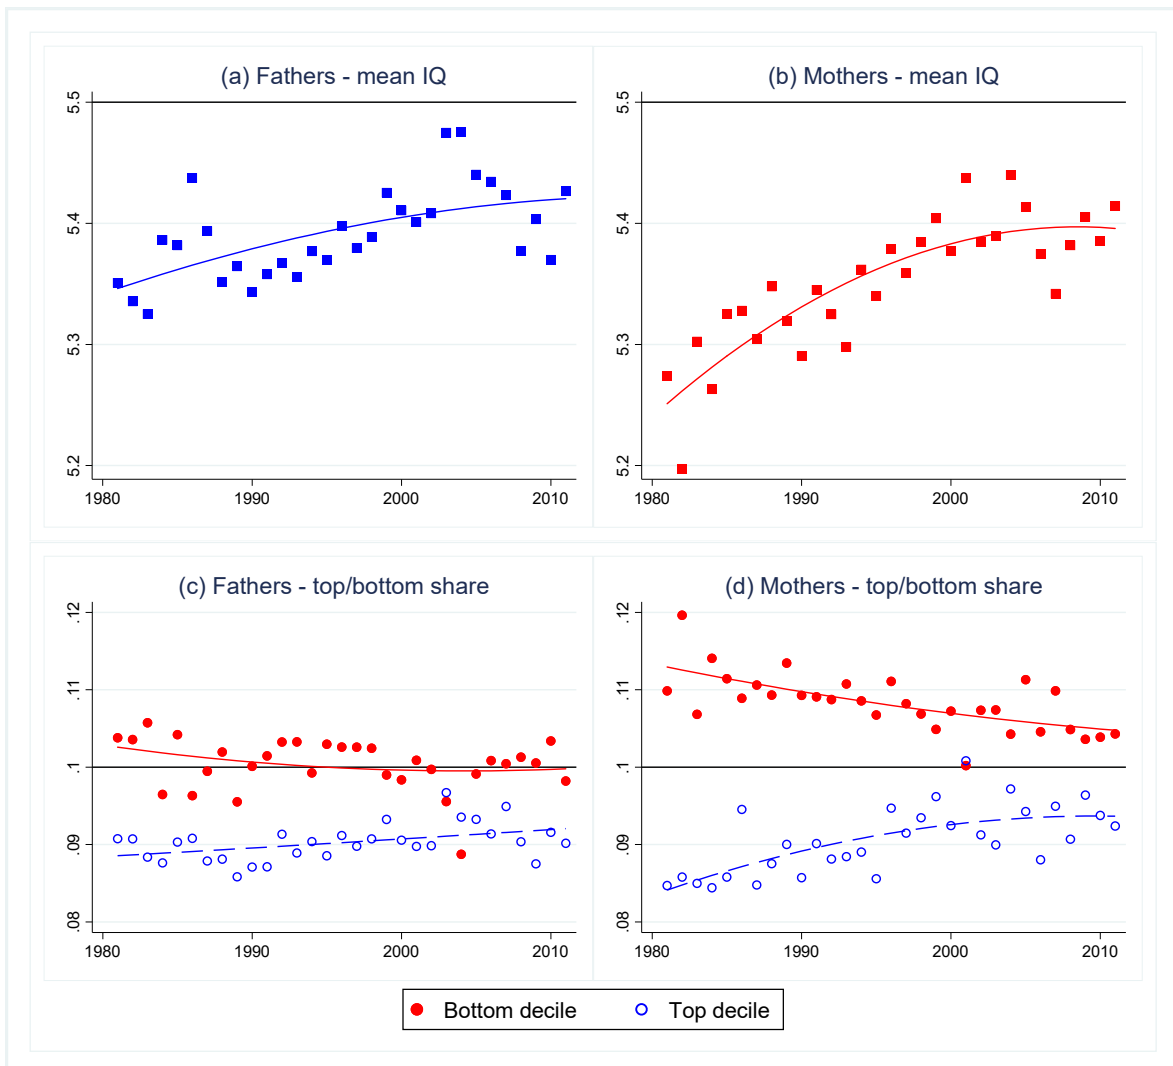 (a) Fathers - mean IQ
5.5
5.4
5.3
5.2
1980 1990 2000 2010
(b) Mothers - mean IQ
5.5
5.4
5.3
5.2
1980 1990 2000 2010
(c) Fathers - top/bottom share
.12
.11
.1
.09
.08
1980 1990 2000 2010
(d) Mothers - top/bottom share
.12
.11
.1
.09
.08
1980 1990 2000 2010
Bottom decile Top decile